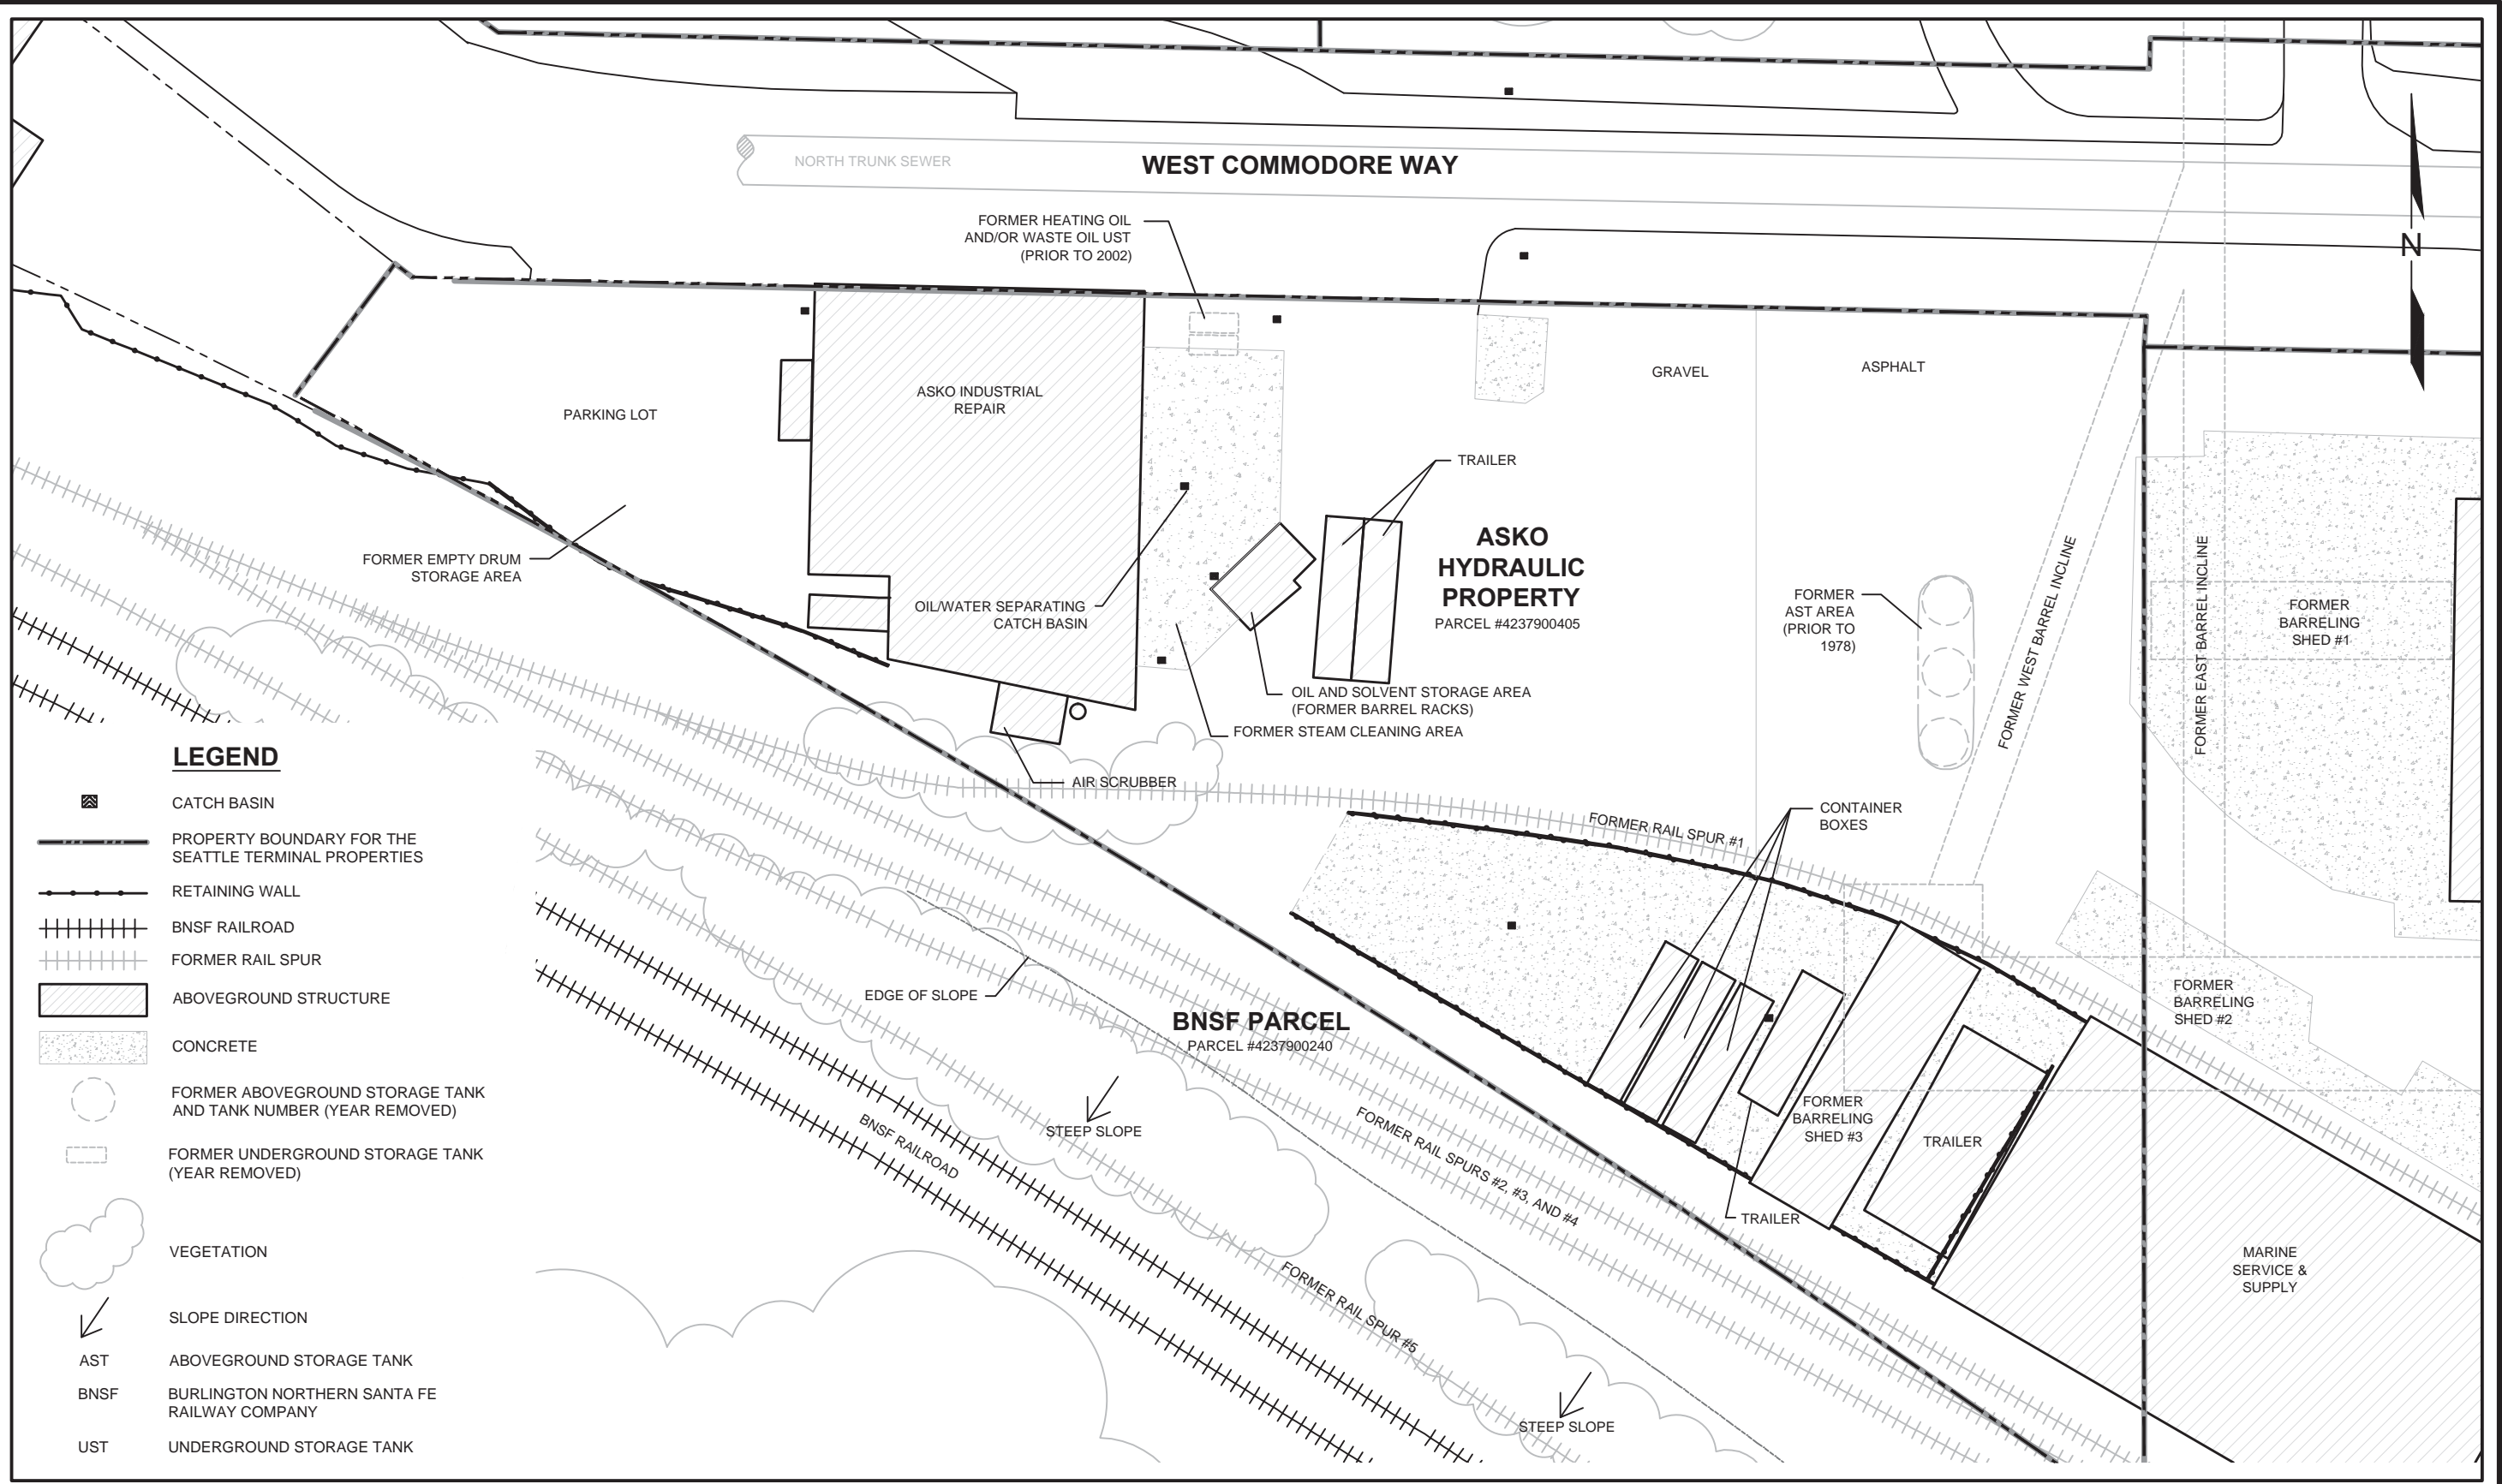 NORTH TRUNK SEWER
WEST COMMODORE WAY
FORMER HEATING OIL
AND/OR WASTE OIL UST
(PRIOR TO 2002)
N
PARKING LOT
ASKO INDUSTRIAL
REPAIR
GRAVEL
ASPHALT
TRAILER
FORMER EMPTY DRUM
STORAGE AREA
OIL/WATER SEPARATING
CATCH BASIN
ASKO
HYDRAULIC
PROPERTY
PARCEL #4237900405
FORMER
AST AREA
(PRIOR TO
1978)
FORMER WEST BARREL INCLINE
FORMER EAST BARREL INCLINE
FORMER
BARRELING
SHED #1
OIL AND SOLVENT STORAGE AREA
(FORMER BARREL RACKS)
FORMER STEAM CLEANING AREA
AIR SCRUBBER
FORMER RAIL SPUR #1
CONTAINER
BOXES
EDGE OF SLOPE
BNSF PARCEL
PARCEL #4237900240
FORMER
BARRELING
SHED #2
STEEP SLOPE
BNSF RAILROAD
FORMER RAIL SPURS #2, #3, AND #4
FORMER
BARRELING
SHED #3
TRAILER
TRAILER
MARINE
SERVICE &
SUPPLY
FORMER RAIL SPUR #5
STEEP SLOPE
LEGEND
CATCH BASIN
PROPERTY BOUNDARY FOR THE
SEATTLE TERMINAL PROPERTIES
RETAINING WALL
BNSF RAILROAD
FORMER RAIL SPUR
ABOVEGROUND STRUCTURE
CONCRETE
FORMER ABOVEGROUND STORAGE TANK
AND TANK NUMBER (YEAR REMOVED)
FORMER UNDERGROUND STORAGE TANK
(YEAR REMOVED)
VEGETATION
SLOPE DIRECTION
AST ABOVEGROUND STORAGE TANK
BNSF BURLINGTON NORTHERN SANTA FE
RAILWAY COMPANY
UST UNDERGROUND STORAGE TANK